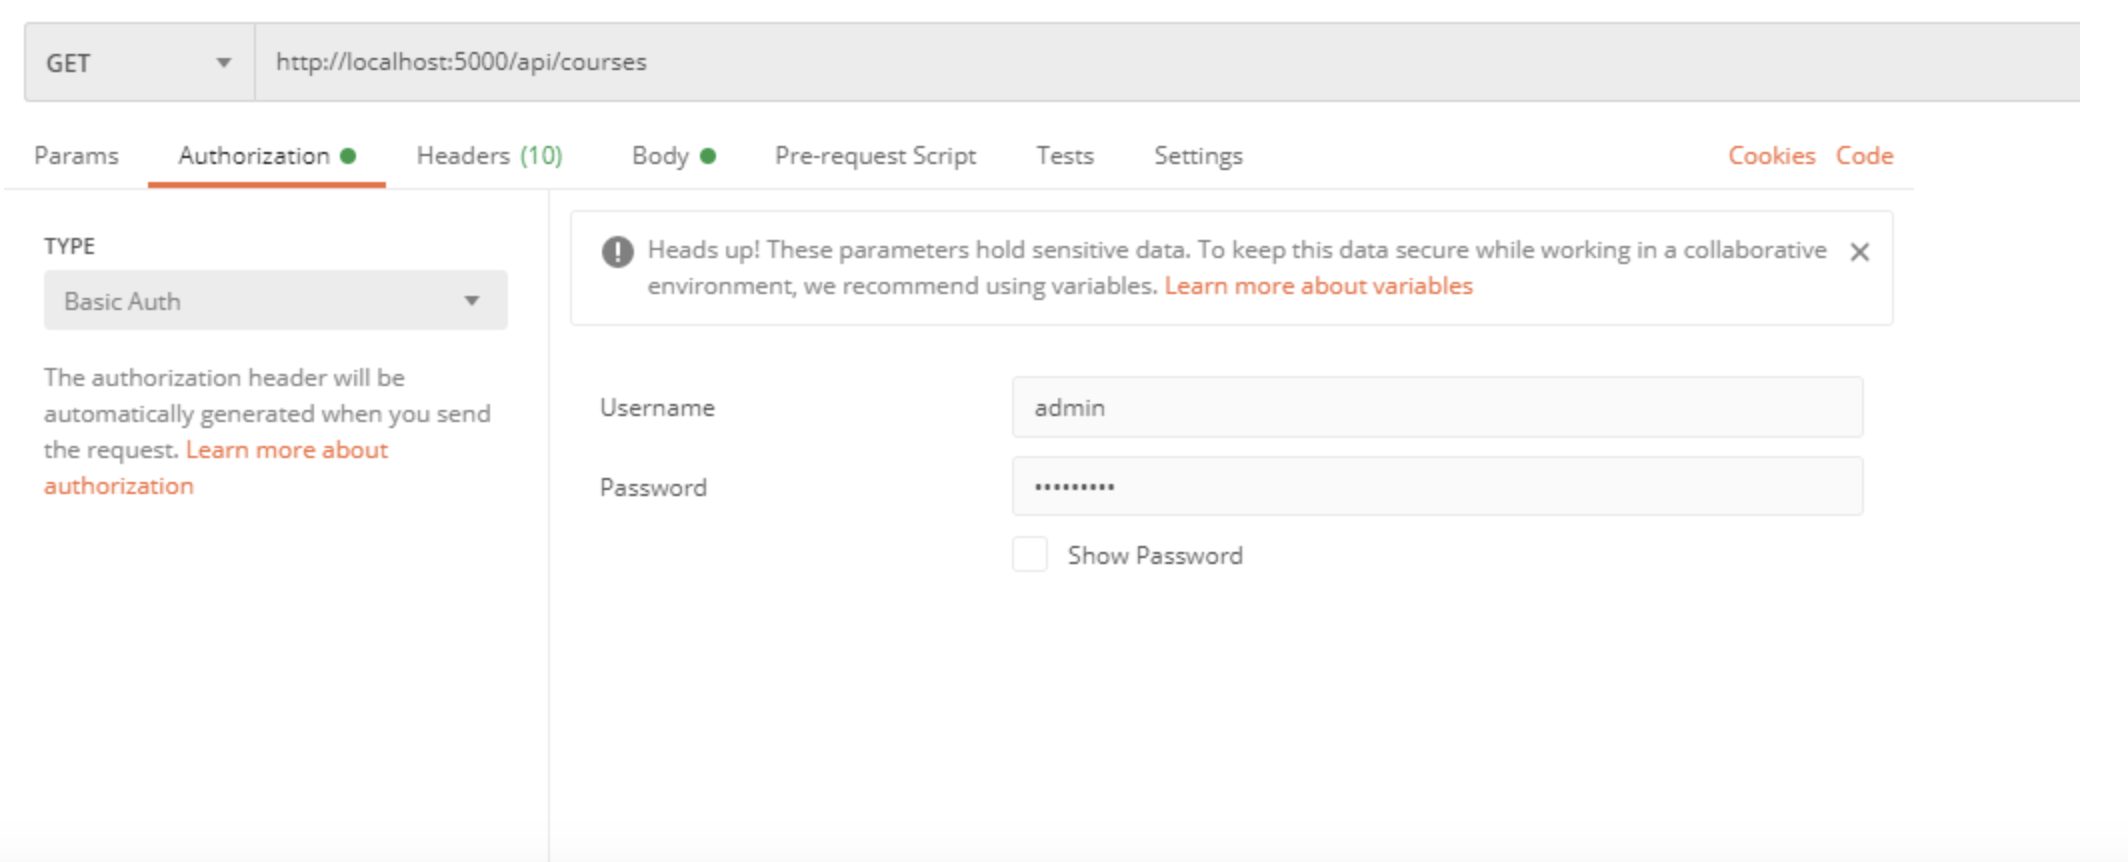 GET http://localhost:5000/api/courses
Params Authorization Headers (10) Body Pre-request Script Tests Settings Cookies Code
TYPE
Basic Auth
The authorization header will be
automatically generated when you send
the request. Learn more about
authorization
Heads up! These parameters hold sensitive data. To keep this data secure while working in a collaborative
environment, we recommend using variables. Learn more about variables
Username admin
Password •••••••••
Show Password